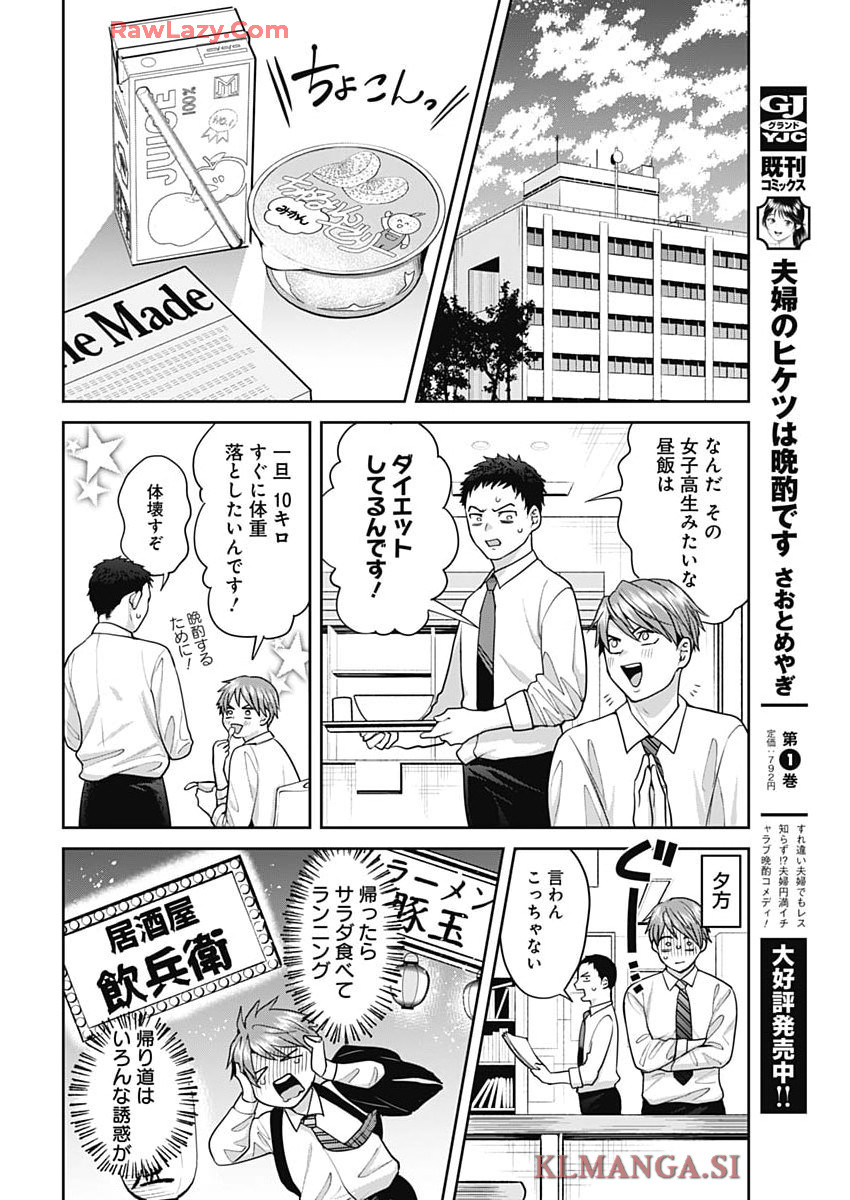 RawLazy.Com
ちょこんっ
JUICE
100%
NO.1
みかん
ne Made
なんだ その
女子高生みたいな
昼飯は
ダイエット
してるんです!
一旦 10キロ
すぐに体重
落としたいんです!
晩酌する
ために!
体壊すぞ
夕方
ど
言わん
こっちゃない
ラーメン
豚玉
帰ったら
サラダ食べて
ランニング
居酒屋
飲兵衛
帰り道は
いろんな誘惑が
GJ
グランド
YJC
既刊
コミックス
夫婦のヒケツは晩酌です さおとめやぎ
第1巻
定価:792円
すれ違い夫婦でもレス
知らず!?夫婦円満イチ
ャラブ晩酌コメディ!
大好評発売中!!
KLMANGA.SI